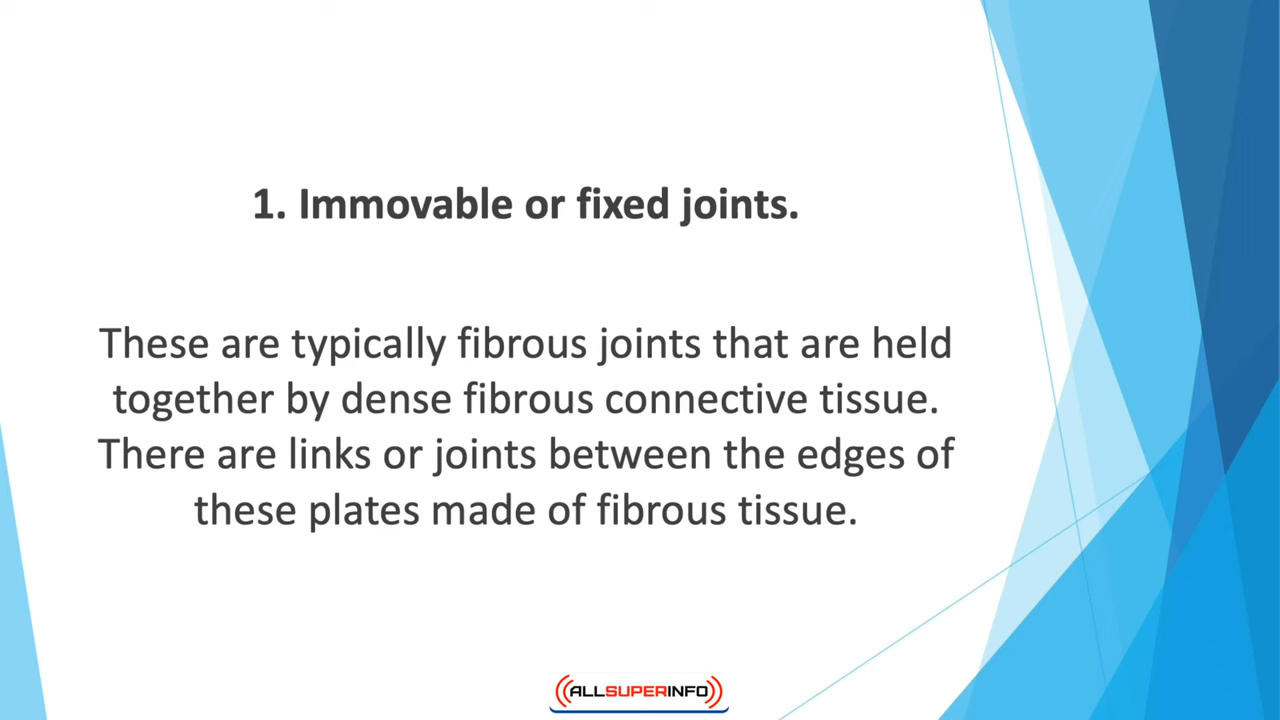 1. Immovable or fixed joints.
These are typically fibrous joints that are held
together by dense fibrous connective tissue.
There are links or joints between the edges of
these plates made of fibrous tissue.
ALLSUPERINFO